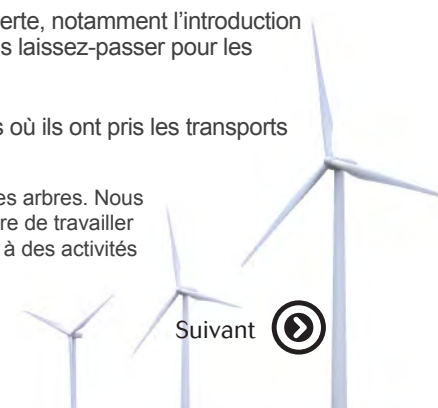 erte, notamment l’introduction
s laissez-passer pour les
s où ils ont pris les transports
es arbres. Nous
re de travailler
à des activités
Suivant